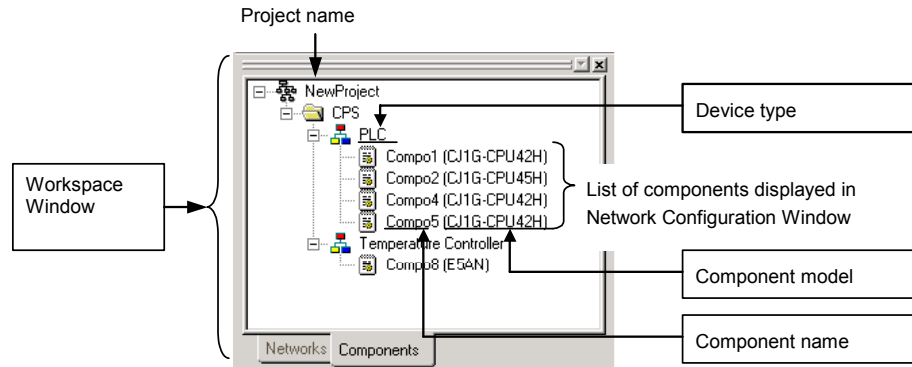 Project name
NewProject
CPS
Device type
PLC
Compo1 (CJ1G-CPU42H)
Compo2 (CJ1G-CPU45H)
Compo4 (CJ1G-CPU42H)
Compo5 (CJ1G-CPU42H)
Workspace
Window
List of components displayed in
Network Configuration Window
Temperature Controller
Compo8 (E5AN)
Component model
Component name
Networks
Components